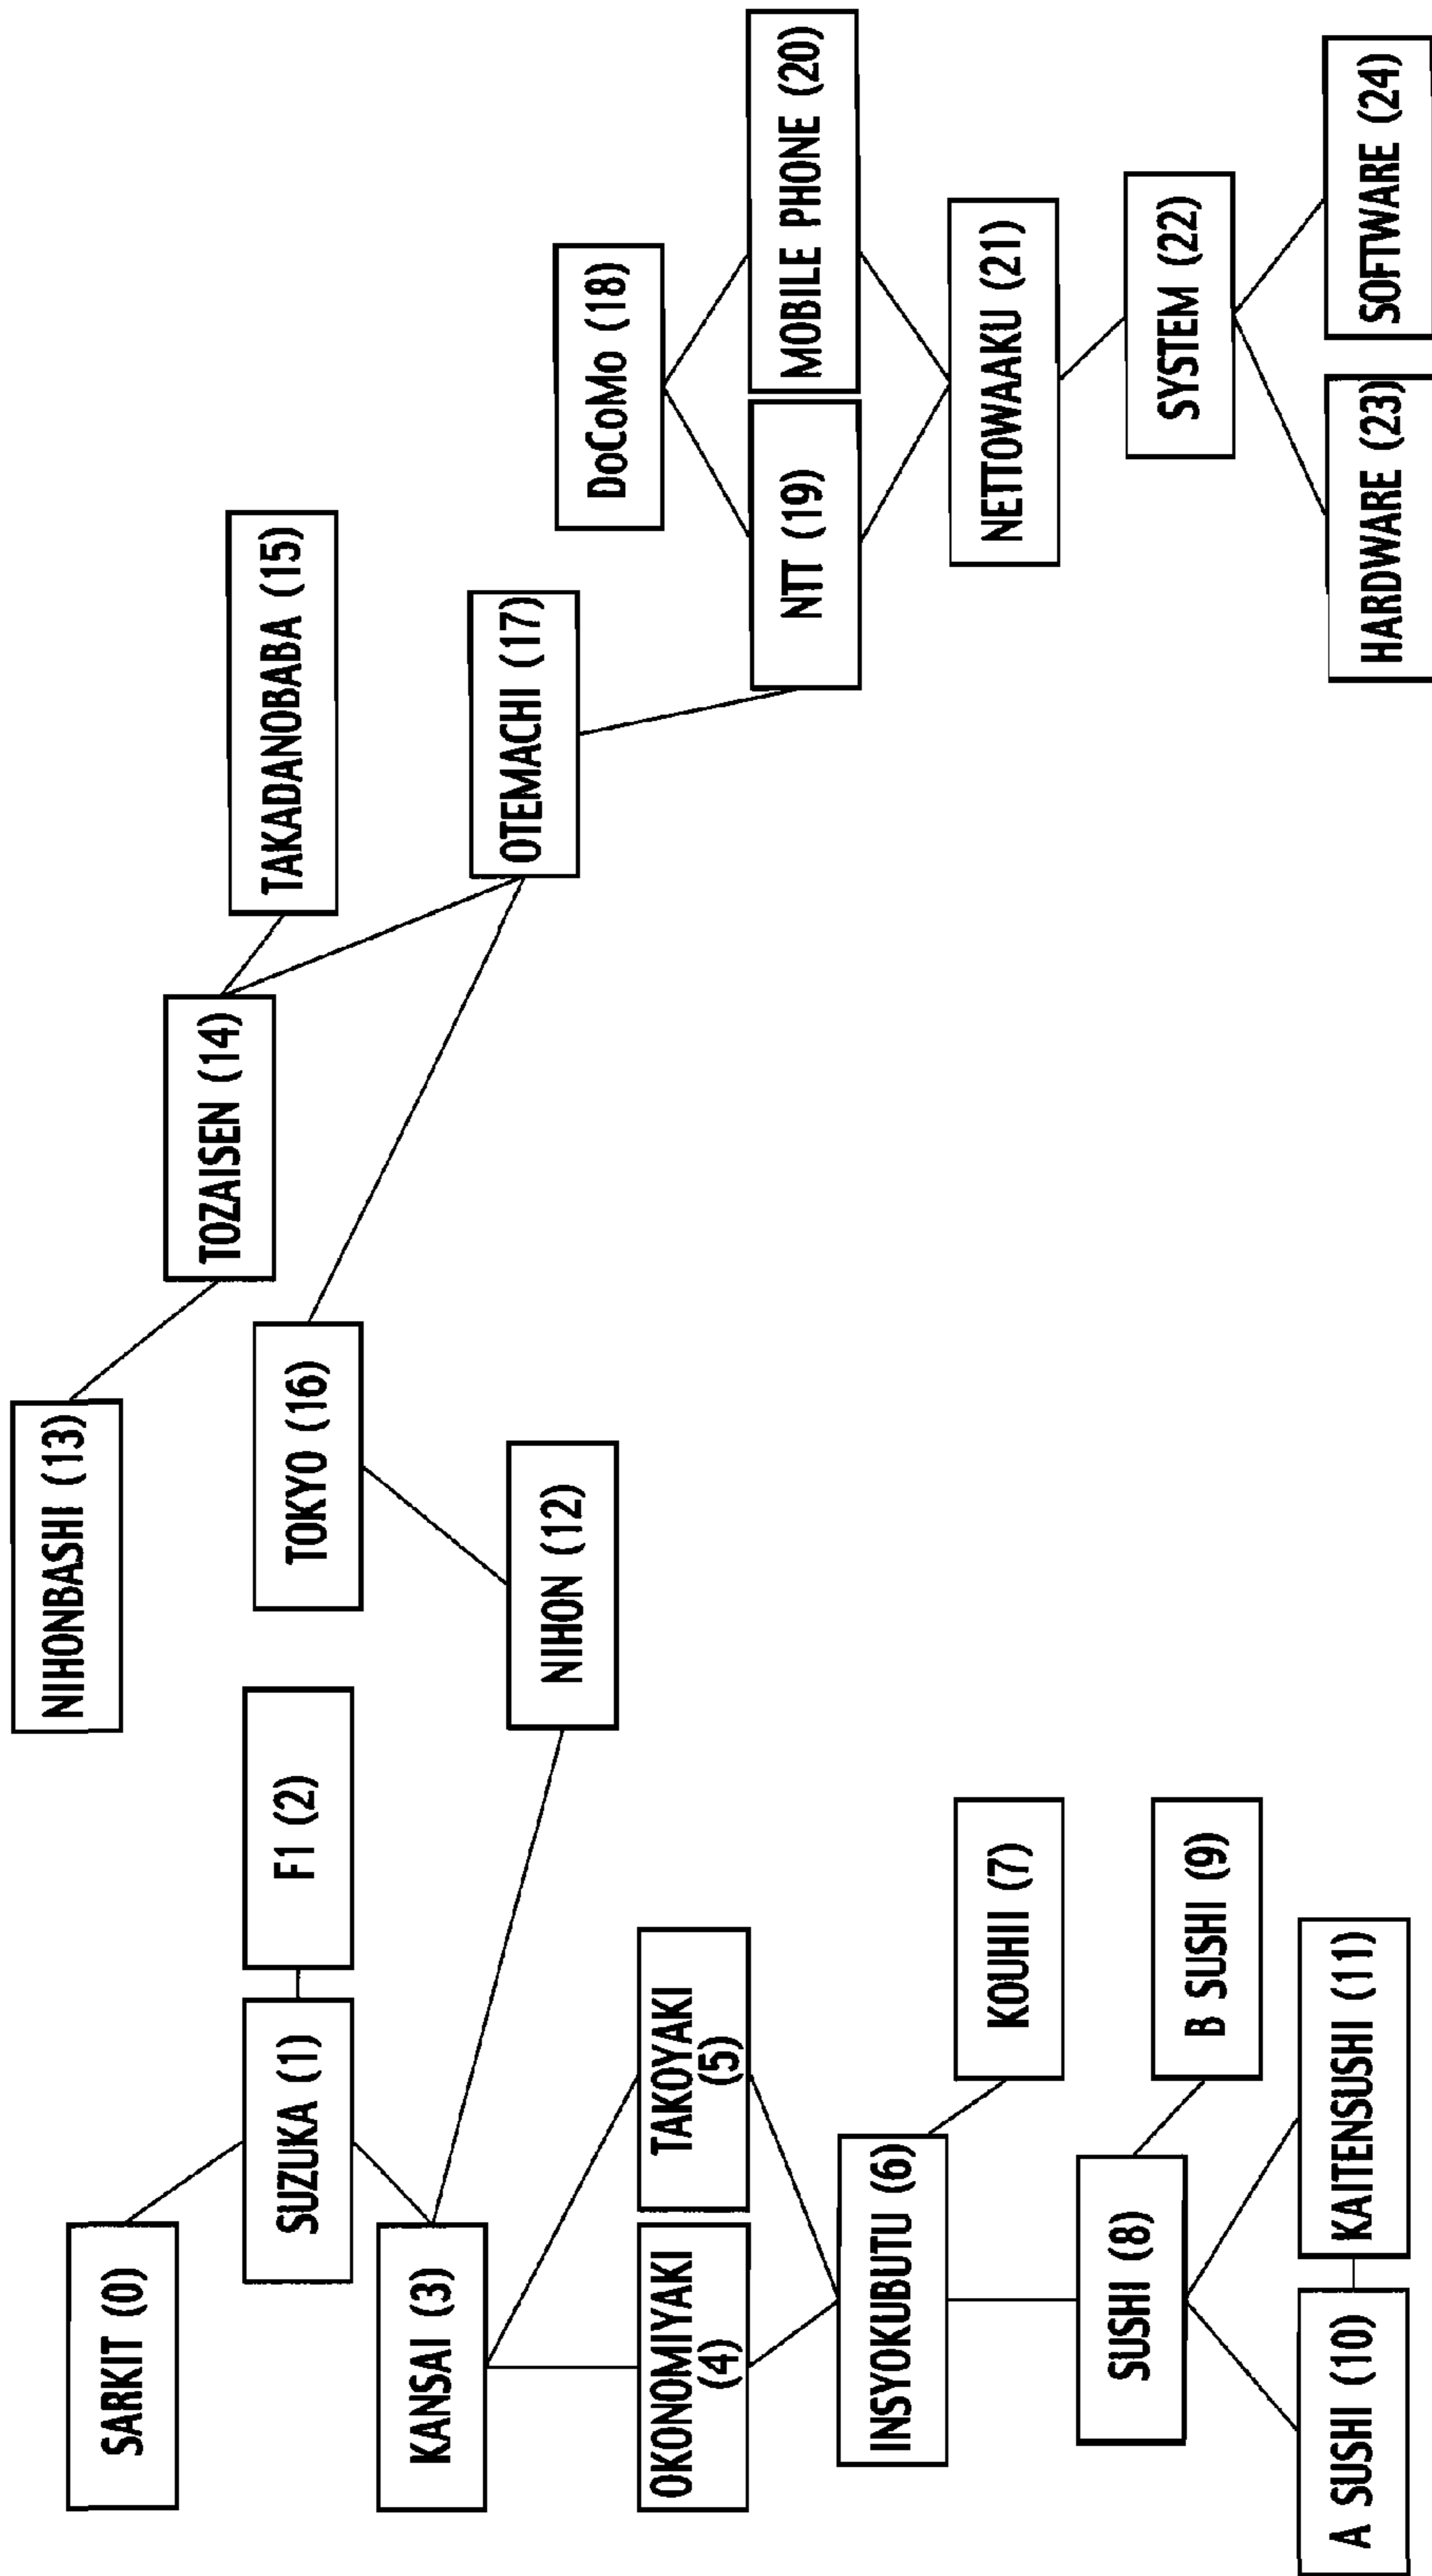 SARKIT (0)
SUZUKA (1)
F1 (2)
KANSAI (3)
OKONOMIYAKI
(4)
TAKOYAKI
(5)
INSYOKUBUTU (6)
KOUHII (7)
SUSHI (8)
B SUSHI (9)
A SUSHI (10)
KAITENSUSHI (11)
NIHON (12)
NIHONBASHI (13)
TOZAISEN (14)
TAKADANOBABA (15)
TOKYO (16)
OTEMACHI (17)
DoCoMo (18)
NTT (19)
MOBILE PHONE (20)
NETTOWAAKU (21)
SYSTEM (22)
HARDWARE (23)
SOFTWARE (24)